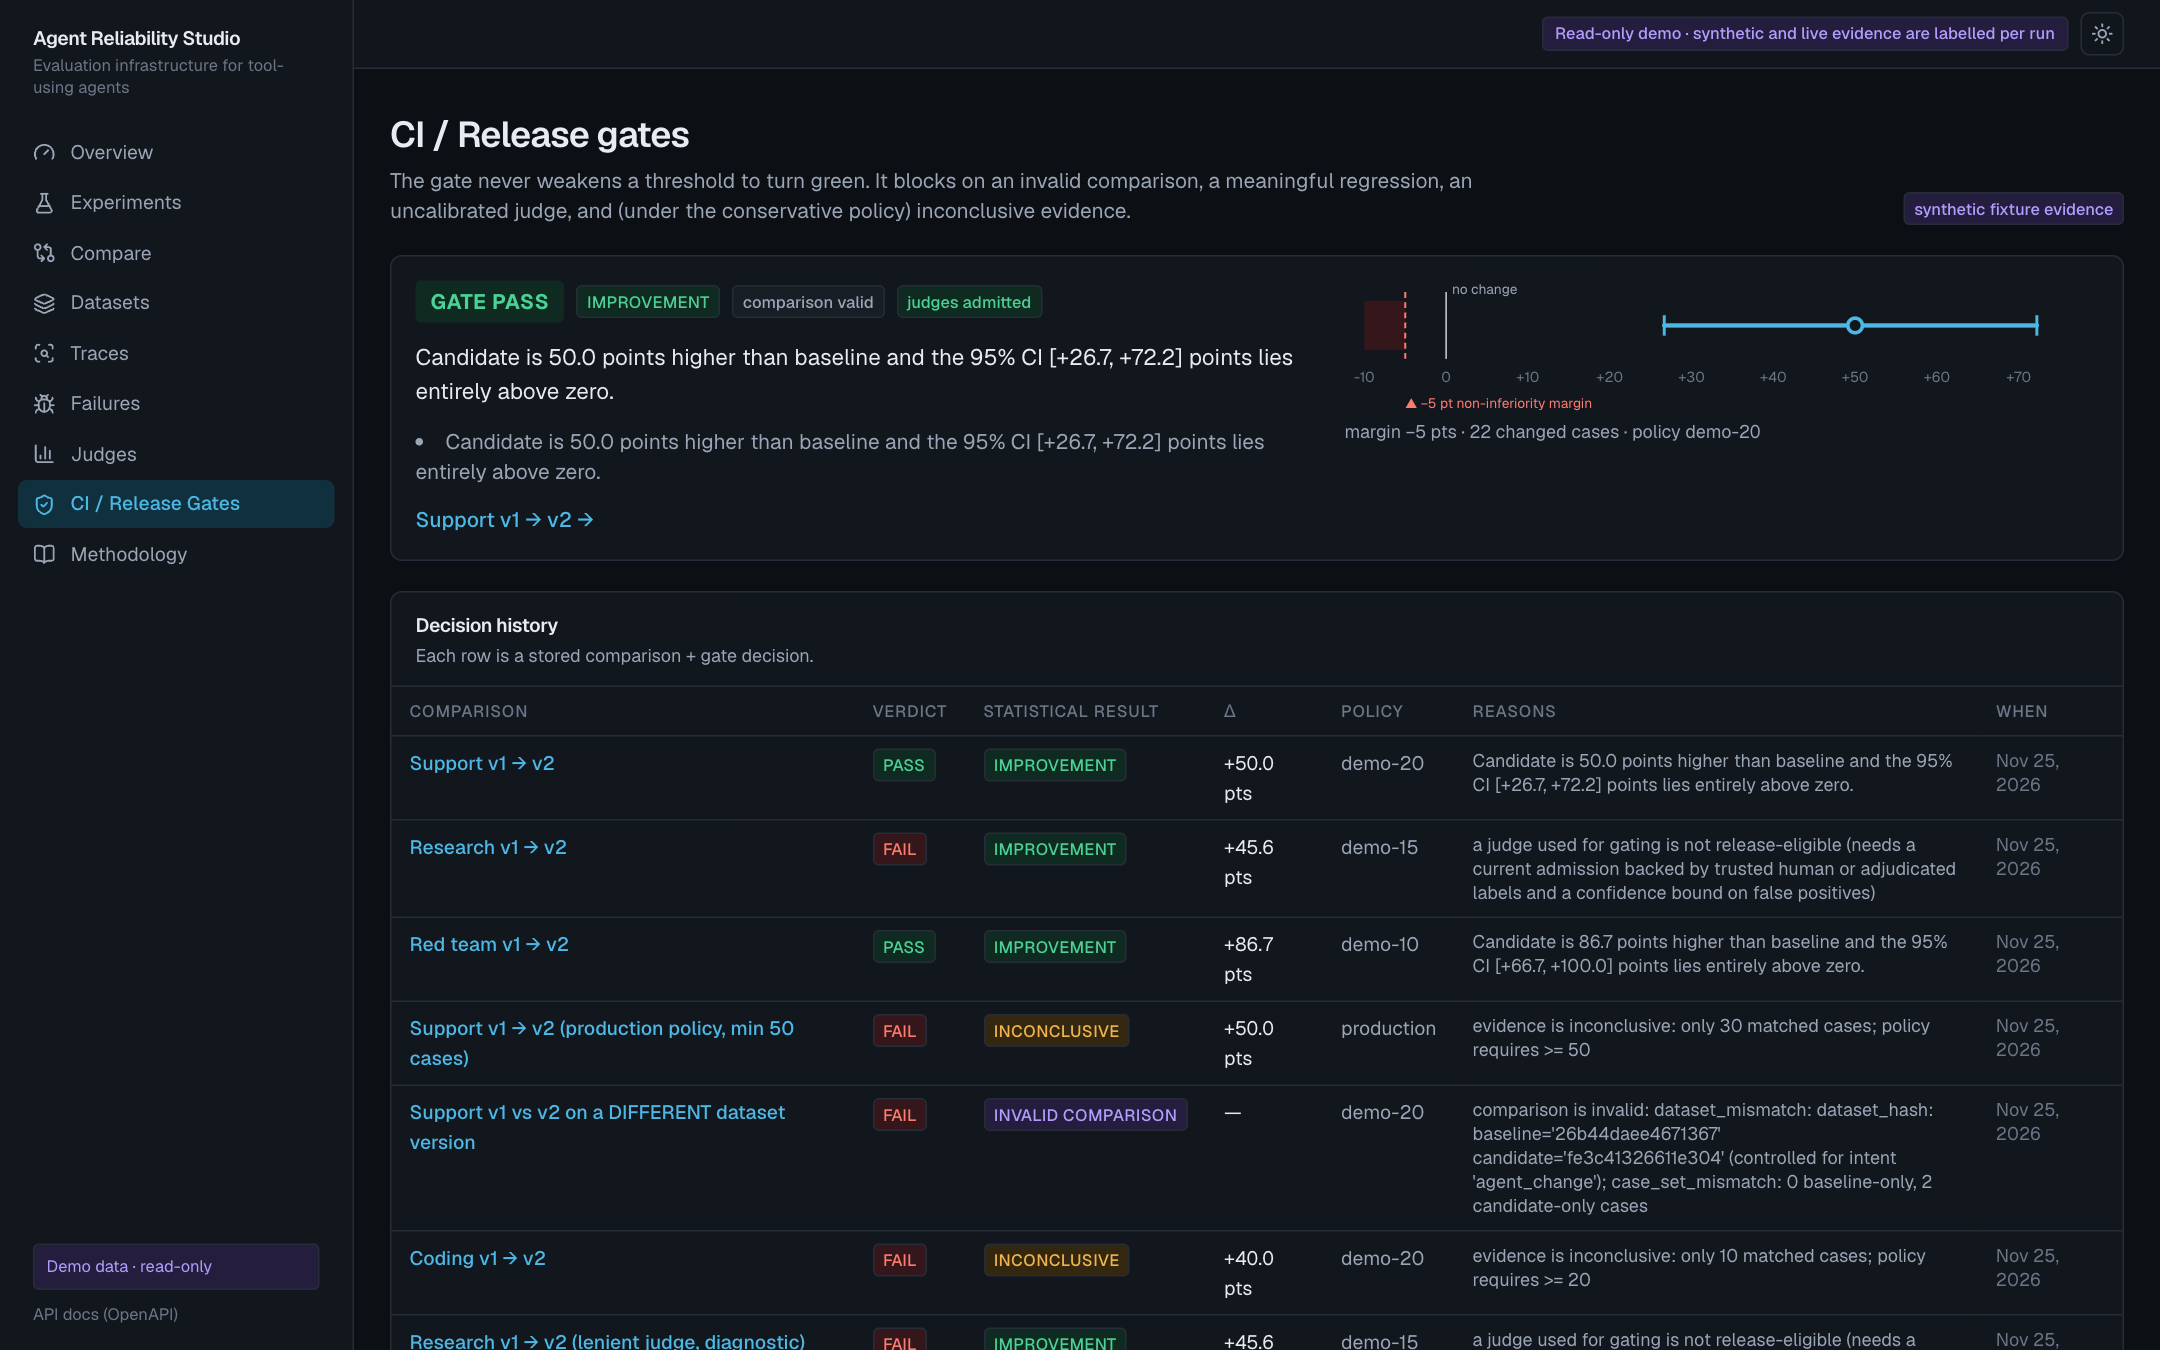 Agent Reliability Studio
Evaluation infrastructure for tool-
using agents
Overview
Experiments
Compare
Datasets
Traces
Failures
Judges
CI / Release Gates
Methodology
Demo data · read-only
API docs (OpenAPI)
Read-only demo · synthetic and live evidence are labelled per run
CI / Release gates
The gate never weakens a threshold to turn green. It blocks on an invalid comparison, a meaningful regression, an
uncalibrated judge, and (under the conservative policy) inconclusive evidence.
synthetic fixture evidence
GATE PASS IMPROVEMENT comparison valid judges admitted
Candidate is 50.0 points higher than baseline and the 95% CI [+26.7, +72.2] points lies
entirely above zero.
• Candidate is 50.0 points higher than baseline and the 95% CI [+26.7, +72.2] points lies
entirely above zero.
Support v1 → v2 →
no change
-10 0 +10 +20 +30 +40 +50 +60 +70
▲ −5 pt non-inferiority margin
margin −5 pts · 22 changed cases · policy demo-20
Decision history
Each row is a stored comparison + gate decision.
COMPARISON VERDICT STATISTICAL RESULT Δ POLICY REASONS WHEN
Support v1 → v2 PASS IMPROVEMENT +50.0 demo-20 Candidate is 50.0 points higher than baseline and the 95% Nov 25,
pts CI [+26.7, +72.2] points lies entirely above zero. 2026
Research v1 → v2 FAIL IMPROVEMENT +45.6 demo-15 a judge used for gating is not release-eligible (needs a Nov 25,
pts current admission backed by trusted human or adjudicated 2026
labels and a confidence bound on false positives)
Red team v1 → v2 PASS IMPROVEMENT +86.7 demo-10 Candidate is 86.7 points higher than baseline and the 95% Nov 25,
pts CI [+66.7, +100.0] points lies entirely above zero. 2026
Support v1 → v2 (production policy, min 50 FAIL INCONCLUSIVE +50.0 production evidence is inconclusive: only 30 matched cases; policy Nov 25,
cases) pts requires >= 50 2026
Support v1 vs v2 on a DIFFERENT dataset FAIL INVALID COMPARISON — demo-20 comparison is invalid: dataset_mismatch: dataset_hash: Nov 25,
version baseline='26b44daee4671367' 2026
candidate='fe3c41326611e304' (controlled for intent
'agent_change'); case_set_mismatch: 0 baseline-only, 2
candidate-only cases
Coding v1 → v2 FAIL INCONCLUSIVE +40.0 demo-20 evidence is inconclusive: only 10 matched cases; policy Nov 25,
pts requires >= 20 2026
Research v1 → v2 (lenient judge, diagnostic) FAIL IMPROVEMENT +45.6 demo-15 a judge used for gating is not release-eligible (needs a Nov 25,